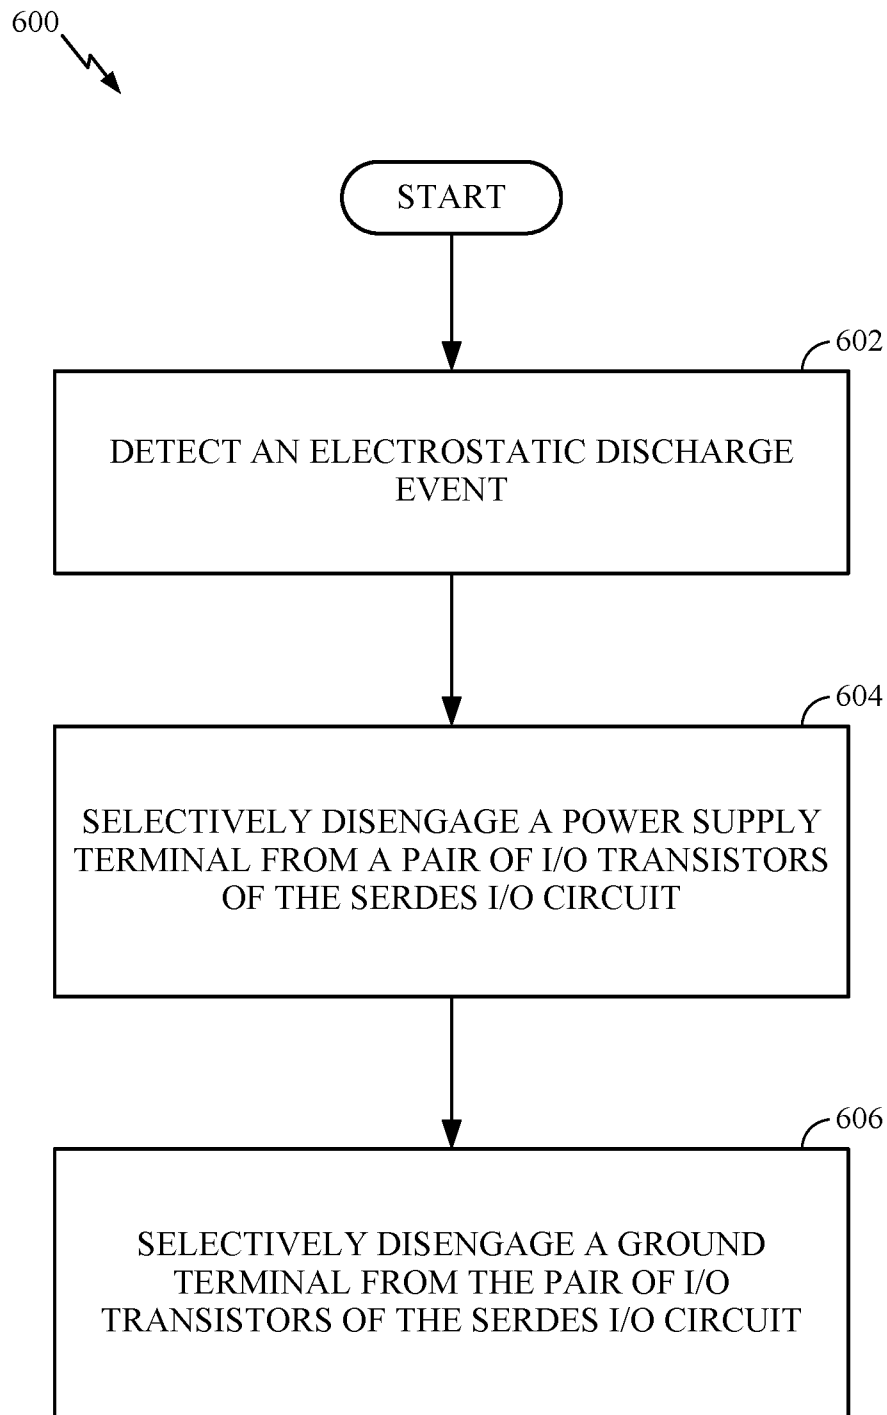 600
START
602
DETECT AN ELECTROSTATIC DISCHARGE
EVENT
604
SELECTIVELY DISENGAGE A POWER SUPPLY
TERMINAL FROM A PAIR OF I/O TRANSISTORS
OF THE SERDES I/O CIRCUIT
606
SELECTIVELY DISENGAGE A GROUND
TERMINAL FROM THE PAIR OF I/O
TRANSISTORS OF THE SERDES I/O CIRCUIT